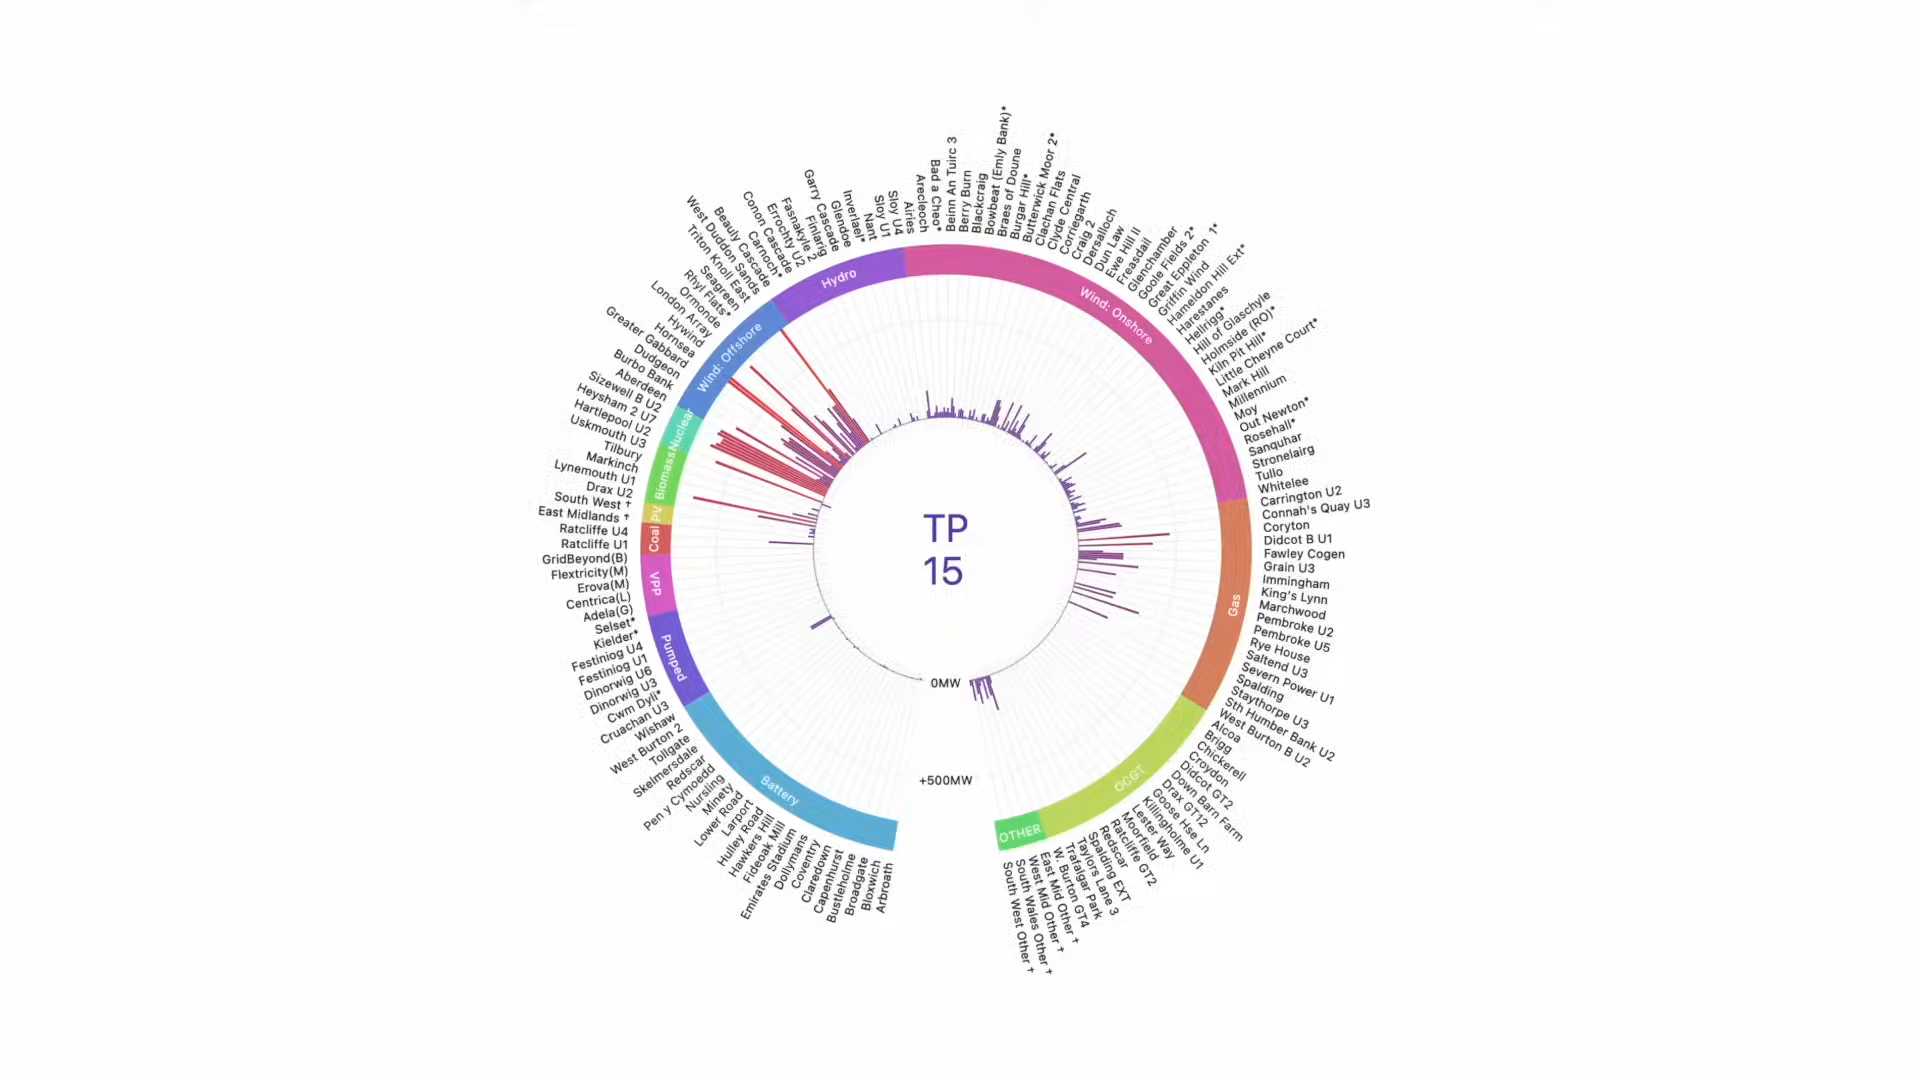 TP
15
0MW
+500MW
Battery
Pumped
VPP
Coal
PV
Biomass
Nuclear
Wind: Offshore
Hydro
Wind: Onshore
Gas
OCGT
OTHER
Arbroath
Bloxwich
Broadgate
Bustleholme
Capenhurst
Claredown
Coventry
Dollymans
Emirates Stadium
Fideoak Mill
Hawkers Hill
Hulley Road
Larport
Lower Road
Minety
Nursling
Pen y Cymoedd
Redscar
Skelmersdale
Tollgate
West Burton 2
Wishaw
Cruachan U3
Cwm Dyli*
Dinorwig U3
Dinorwig U6
Festiniog U1
Festiniog U4
Kielder*
Selset*
Adela(G)
Centrica(L)
Erova(M)
Flextricity(M)
GridBeyond(B)
Ratcliffe U1
Ratcliffe U4
East Midlands †
South West †
Drax U2
Lynemouth U1
Markinch
Tilbury
Uskmouth U3
Hartlepool U2
Heysham 2 U7
Sizewell B U2
Aberdeen
Burbo Bank
Dudgeon
Greater Gabbard
Hornsea
Hywind
London Array
Ormonde
Rhyl Flats*
Seagreen
Triton Knoll East
West Duddon Sands
Beauly Cascade
Carnoch*
Conon Cascade
Errochty U2
Fasnakyle 2
Finlarig
Garry Cascade
Glendoe
Inverlael*
Nant
Sloy U1
Sloy U4
Airies
Arecleoch
Bad a Cheo*
Beinn An Tuirc 3
Berry Burn
Blackcraig
Bowbeat (Emly Bank)*
Braes of Doune
Burgar Hill*
Butterwick Moor 2*
Clachan Flats
Clyde Central
Corriegarth
Craig 2
Dersalloch
Dun Law
Ewe Hill II
Freasdail
Glenchamber
Goole Fields 2*
Great Eppleton 1*
Griffin Wind
Hameldon Hill Ext*
Harestanes
Hellrigg*
Hill of Glaschyle
Holmside (RO)*
Kiln Pit Hill*
Little Cheyne Court*
Mark Hill
Millennium
Moy
Out Newton*
Rosehall*
Sanquhar
Stronelairg
Tullo
Whitelee
Carrington U2
Connah's Quay U3
Coryton
Didcot B U1
Fawley Cogen
Grain U3
Immingham
King's Lynn
Marchwood
Pembroke U2
Pembroke U5
Rye House
Saltend U3
Severn Power U1
Spalding
Staythorpe U3
Sth Humber Bank U2
West Burton B U2
Alcoa
Brigg
Chickerell
Croydon
Didcot GT2
Down Barn Farm
Drax GT12
Goose Hse Ln
Killingholme U1
Lester Way
Moorfield
Ratcliffe GT2
Redscar
Spalding EXT
Taylors Lane 3
Trafalgar Park
W. Burton GT4
East Mid Other †
West Mid Other †
South Wales Other †
South West Other †